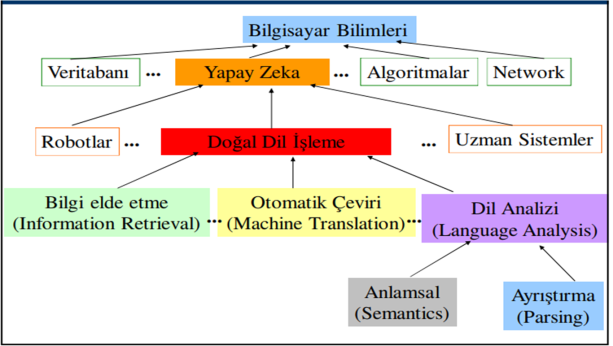 Bilgisayar Bilimleri
Veritabanı ... Yapay Zeka ... Algoritmalar Network
Robotlar ... Doğal Dil İşleme ... Uzman Sistemler
Bilgi elde etme
(Information Retrieval)
...
Otomatik Çeviri
(Machine Translation)
...
Dil Analizi
(Language Analysis)
Anlamsal
(Semantics)
Ayrıştırma
(Parsing)